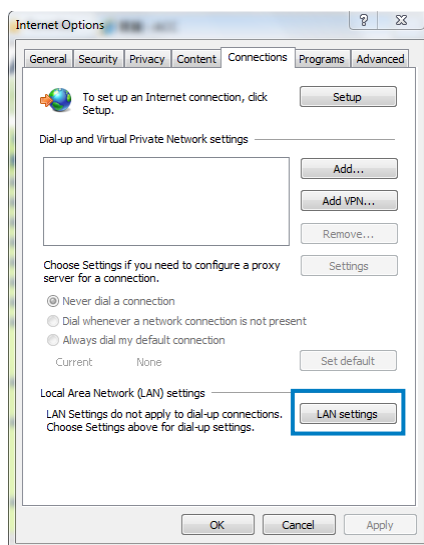 Internet Options
General Security Privacy Content Connections Programs Advanced
To set up an Internet connection, click
Setup.
Setup
Dial-up and Virtual Private Network settings
Add...
Add VPN...
Remove...
Choose Settings if you need to configure a proxy
server for a connection.
Settings
Never dial a connection
Dial whenever a network connection is not present
Always dial my default connection
Current None
Set default
Local Area Network (LAN) settings
LAN Settings do not apply to dial-up connections.
Choose Settings above for dial-up settings.
LAN settings
OK Cancel Apply